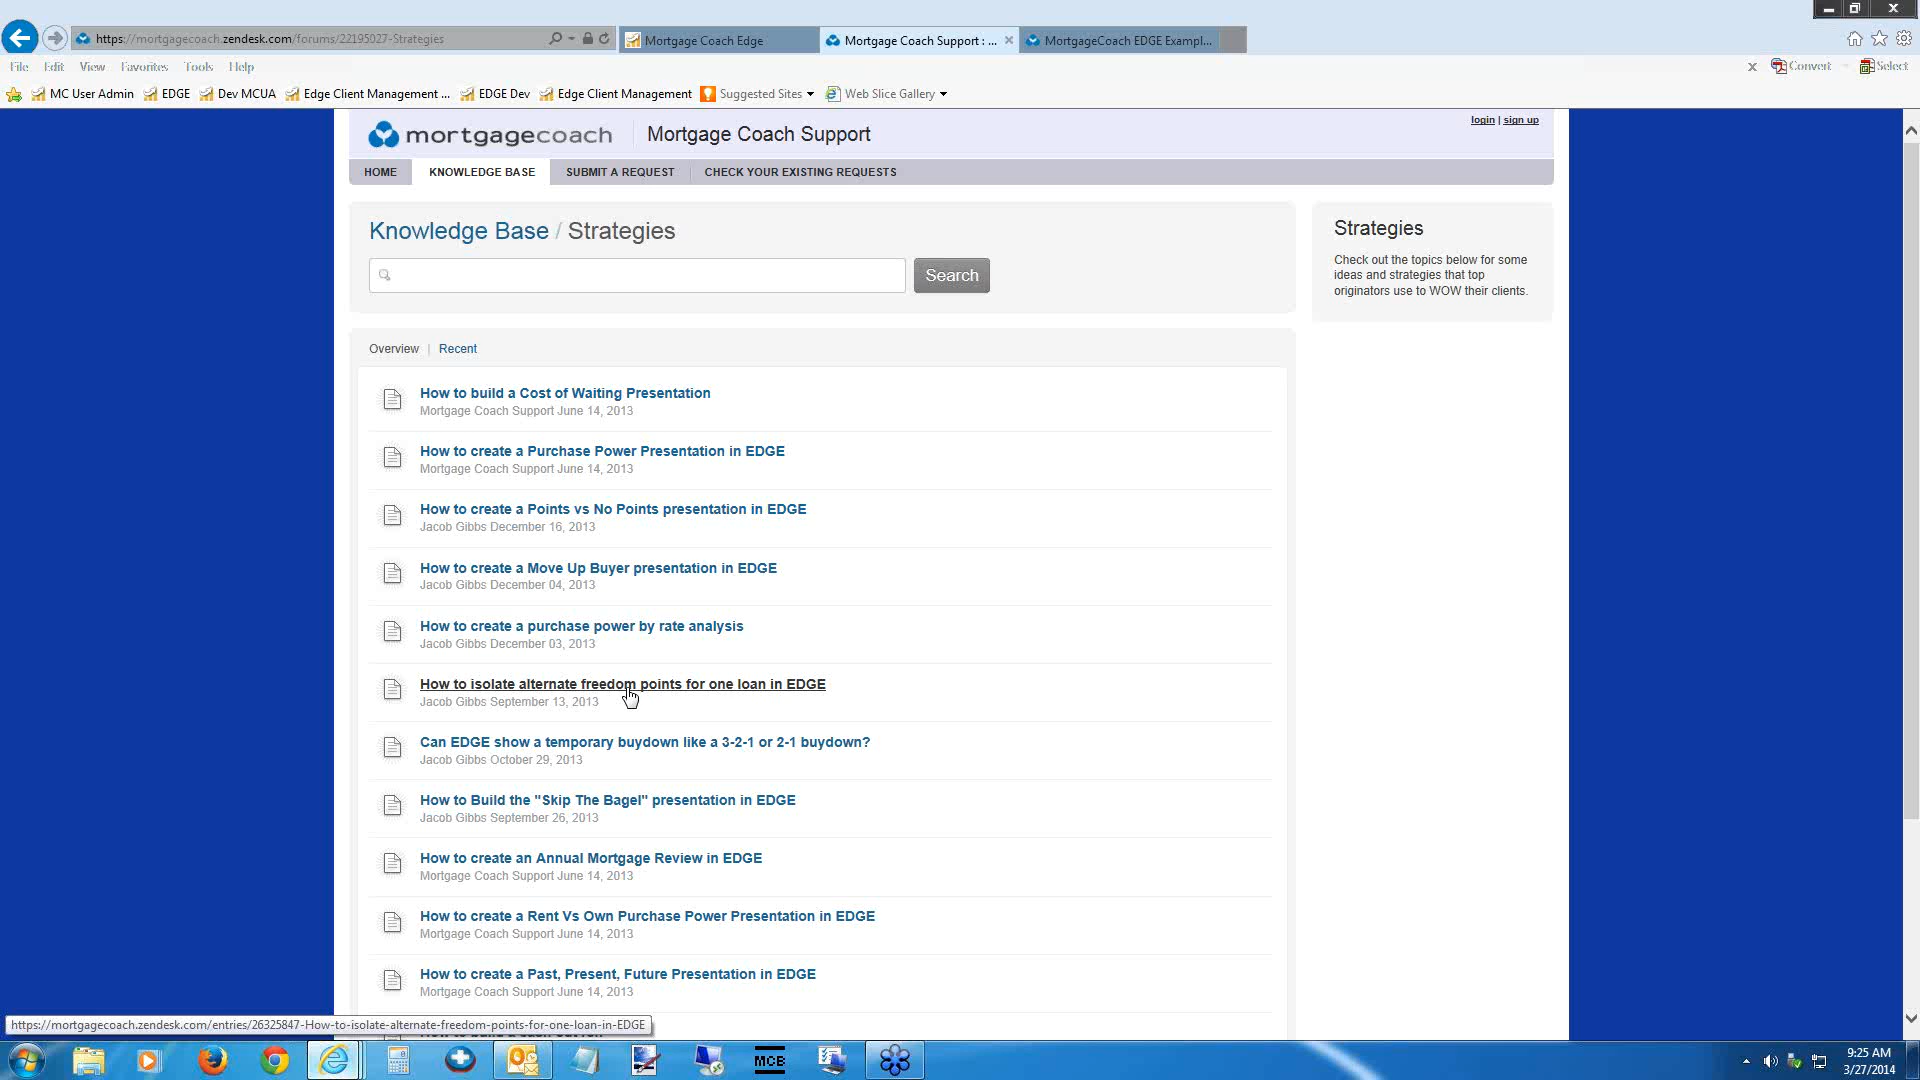 https://mortgagecoach.zendesk.com/forums/22195027-Strategies
Mortgage Coach Edge
Mortgage Coach Support : ...
MortgageCoach EDGE Exampl...
File Edit View Favorites Tools Help
Convert
Select
MC User Admin EDGE Dev MCUA Edge Client Management ... EDGE Dev Edge Client Management Suggested Sites Web Slice Gallery
mortgagecoach Mortgage Coach Support
login | sign up
HOME KNOWLEDGE BASE SUBMIT A REQUEST CHECK YOUR EXISTING REQUESTS
Knowledge Base / Strategies
Search
Strategies
Check out the topics below for some
ideas and strategies that top
originators use to WOW their clients.
Overview | Recent
How to build a Cost of Waiting Presentation
Mortgage Coach Support June 14, 2013
How to create a Purchase Power Presentation in EDGE
Mortgage Coach Support June 14, 2013
How to create a Points vs No Points presentation in EDGE
Jacob Gibbs December 16, 2013
How to create a Move Up Buyer presentation in EDGE
Jacob Gibbs December 04, 2013
How to create a purchase power by rate analysis
Jacob Gibbs December 03, 2013
How to isolate alternate freedom points for one loan in EDGE
Jacob Gibbs September 13, 2013
Can EDGE show a temporary buydown like a 3-2-1 or 2-1 buydown?
Jacob Gibbs October 29, 2013
How to Build the "Skip The Bagel" presentation in EDGE
Jacob Gibbs September 26, 2013
How to create an Annual Mortgage Review in EDGE
Mortgage Coach Support June 14, 2013
How to create a Rent Vs Own Purchase Power Presentation in EDGE
Mortgage Coach Support June 14, 2013
How to create a Past, Present, Future Presentation in EDGE
Mortgage Coach Support June 14, 2013
https://mortgagecoach.zendesk.com/entries/26325847-How-to-isolate-alternate-freedom-points-for-one-loan-in-EDGE
MCB
9:25 AM
3/27/2014